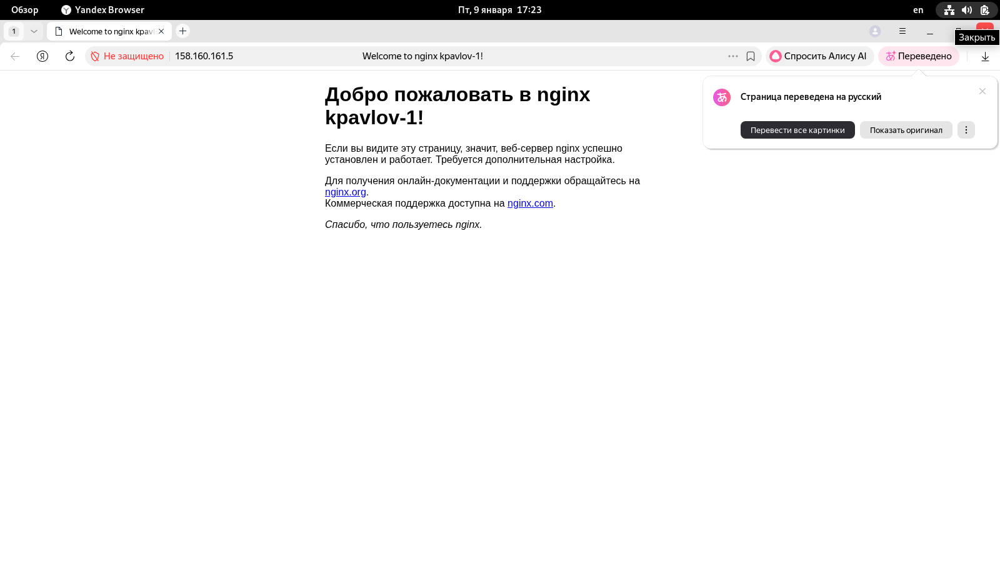 Обзор
Yandex Browser
Пт, 9 января 17:23
en
1
Welcome to nginx kpavl
Закрыть
Не защищено
158.160.161.5
Welcome to nginx kpavlov-1!
Спросить Алису AI
Переведено
Страница переведена на русский
Перевести все картинки
Показать оригинал
Добро пожаловать в nginx
kpavlov-1!
Если вы видите эту страницу, значит, веб-сервер nginx успешно
установлен и работает. Требуется дополнительная настройка.
Для получения онлайн-документации и поддержки обращайтесь на
nginx.org.
Коммерческая поддержка доступна на nginx.com.
Спасибо, что пользуетесь nginx.